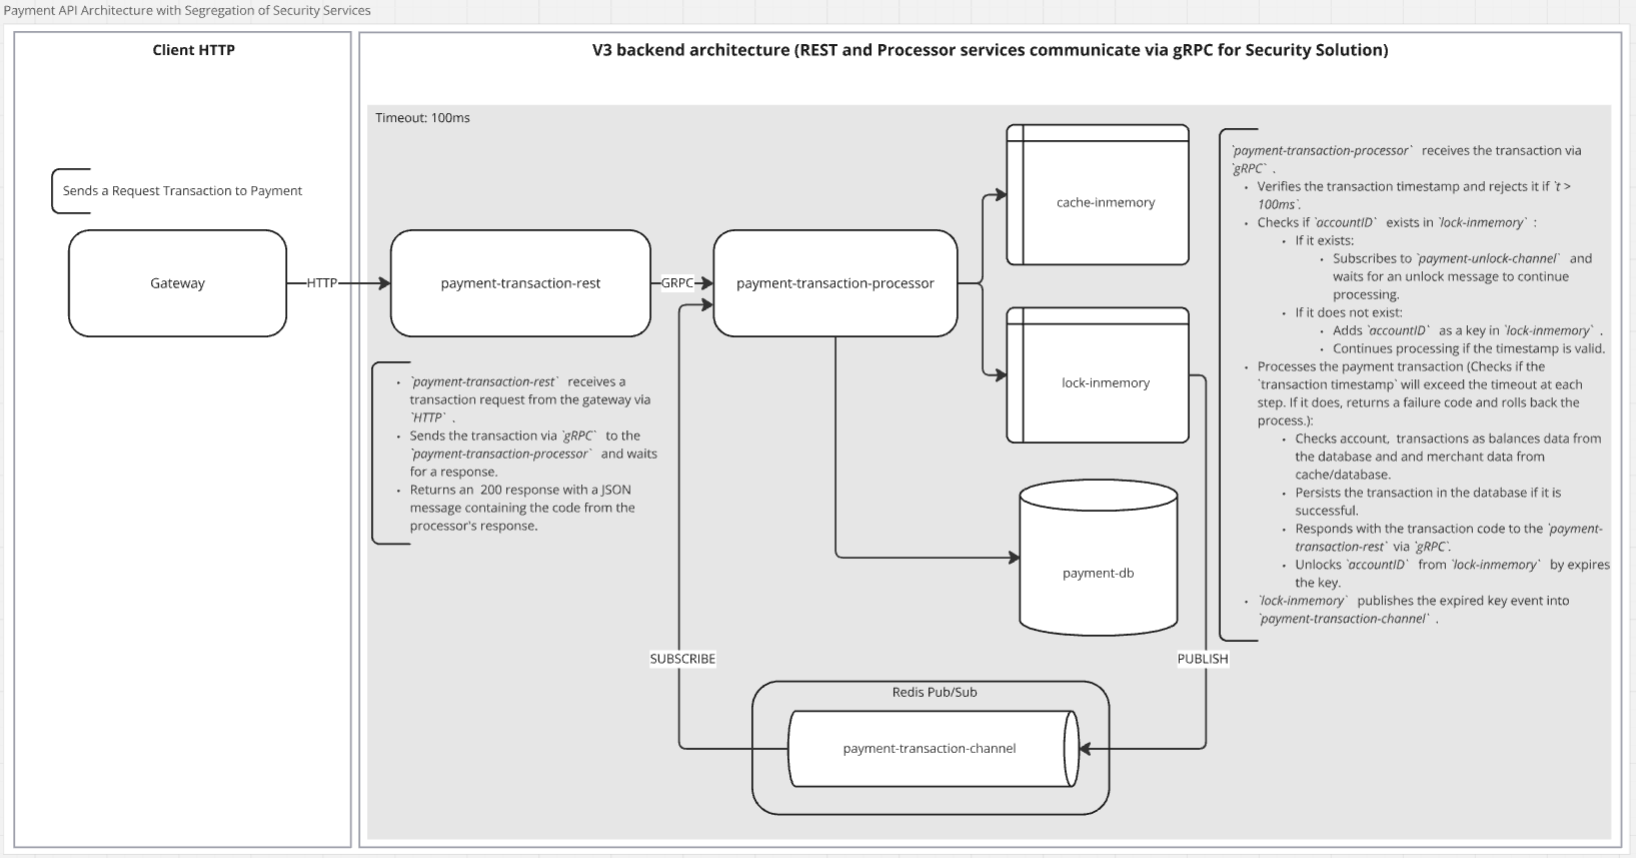 Payment API Architecture with Segregation of Security Services
Client HTTP
Sends a Request Transaction to Payment
Gateway
HTTP
V3 backend architecture (REST and Processor services communicate via gRPC for Security Solution)
Timeout: 100ms
payment-transaction-rest
GRPC
payment-transaction-processor
cache-inmemory
lock-inmemory
payment-db
• `payment-transaction-rest` receives a
transaction request from the gateway via
`HTTP` .
• Sends the transaction via `gRPC` to the
`payment-transaction-processor` and waits
for a response.
• Returns an 200 response with a JSON
message containing the code from the
processor's response.
SUBSCRIBE
PUBLISH
Redis Pub/Sub
payment-transaction-channel
`payment-transaction-processor` receives the transaction via
`gRPC` .
• Verifies the transaction timestamp and rejects it if `t >
100ms`.
• Checks if `accountID` exists in `lock-inmemory` :
• If it exists:
• Subscribes to `payment-unlock-channel` and
waits for an unlock message to continue
processing.
• If it does not exist:
• Adds `accountID` as a key in `lock-inmemory` .
• Continues processing if the timestamp is valid.
• Processes the payment transaction (Checks if the
`transaction timestamp` will exceed the timeout at each
step. If it does, returns a failure code and rolls back the
process.):
• Checks account, transactions as balances data from
the database and and merchant data from
cache/database.
• Persists the transaction in the database if it is
successful.
• Responds with the transaction code to the `payment-
transaction-rest` via `gRPC`.
• Unlocks `accountID` from `lock-inmemory` by expires
the key.
• `lock-inmemory` publishes the expired key event into
`payment-transaction-channel` .